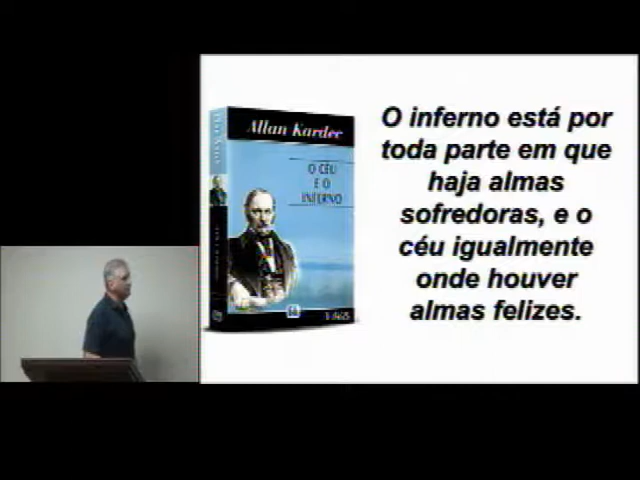 Allan Kardec
O CÉU
E O
INFERNO
O inferno está por
toda parte em que
haja almas
sofredoras, e o
céu igualmente
onde houver
almas felizes.